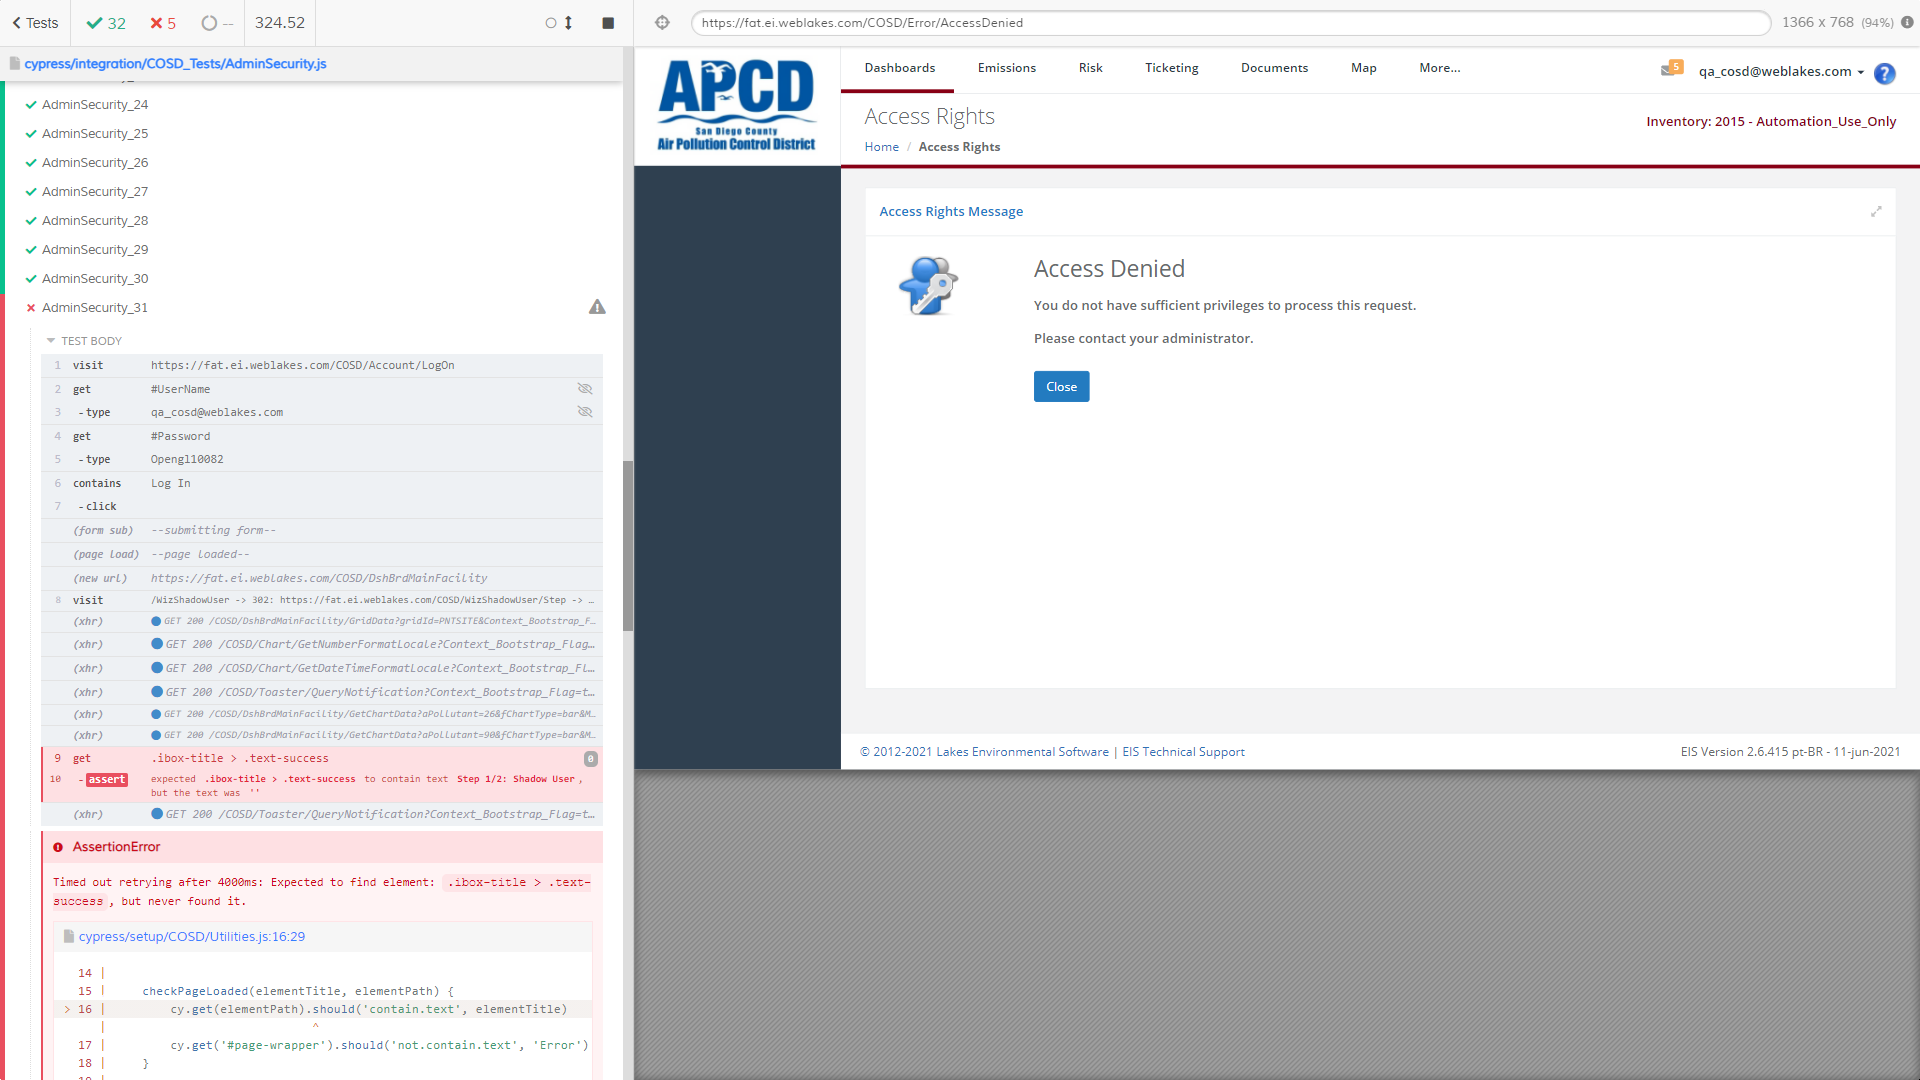 Tests
32
5
--
324.52
https://fat.ei.weblakes.com/COSD/Error/AccessDenied
1366 x 768 (94%)
cypress/integration/COSD_Tests/AdminSecurity.js
AdminSecurity_24
AdminSecurity_25
AdminSecurity_26
AdminSecurity_27
AdminSecurity_28
AdminSecurity_29
AdminSecurity_30
AdminSecurity_31
TEST BODY
1 visit https://fat.ei.weblakes.com/COSD/Account/LogOn
2 get #UserName
3 -type qa_cosd@weblakes.com
4 get #Password
5 -type Opengl10082
6 contains Log In
7 -click
(form sub) --submitting form--
(page load) --page loaded--
(new url) https://fat.ei.weblakes.com/COSD/DshBrdMainFacility
8 visit /WizShadowUser -> 302: https://fat.ei.weblakes.com/COSD/WizShadowUser/Step -> …
(xhr) GET 200 /COSD/DshBrdMainFacility/GridData?gridId=PNTSITE&Context_Bootstrap_F…
(xhr) GET 200 /COSD/Chart/GetNumberFormatLocale?Context_Bootstrap_Flag…
(xhr) GET 200 /COSD/Chart/GetDateTimeFormatLocale?Context_Bootstrap_Fl…
(xhr) GET 200 /COSD/Toaster/QueryNotification?Context_Bootstrap_Flag=t…
(xhr) GET 200 /COSD/DshBrdMainFacility/GetChartData?aPollutant=26&fChartType=bar&M…
(xhr) GET 200 /COSD/DshBrdMainFacility/GetChartData?aPollutant=90&fChartType=bar&M…
9 get .ibox-title > .text-success 0
10 -assert expected .ibox-title > .text-success to contain text Step 1/2: Shadow User,
but the text was ''
(xhr) GET 200 /COSD/Toaster/QueryNotification?Context_Bootstrap_Flag=t…
AssertionError
Timed out retrying after 4000ms: Expected to find element: .ibox-title > .text-
success, but never found it.
cypress/setup/COSD/Utilities.js:16:29
14 |
15 | checkPageLoaded(elementTitle, elementPath) {
> 16 | cy.get(elementPath).should('contain.text', elementTitle)
| ^
17 | cy.get('#page-wrapper').should('not.contain.text', 'Error')
18 | }
APCD
San Diego County
Air Pollution Control District
Dashboards
Emissions
Risk
Ticketing
Documents
Map
More...
5
qa_cosd@weblakes.com
?
Access Rights
Inventory: 2015 - Automation_Use_Only
Home / Access Rights
Access Rights Message
Access Denied
You do not have sufficient privileges to process this request.
Please contact your administrator.
Close
© 2012-2021 Lakes Environmental Software | EIS Technical Support
EIS Version 2.6.415 pt-BR - 11-jun-2021